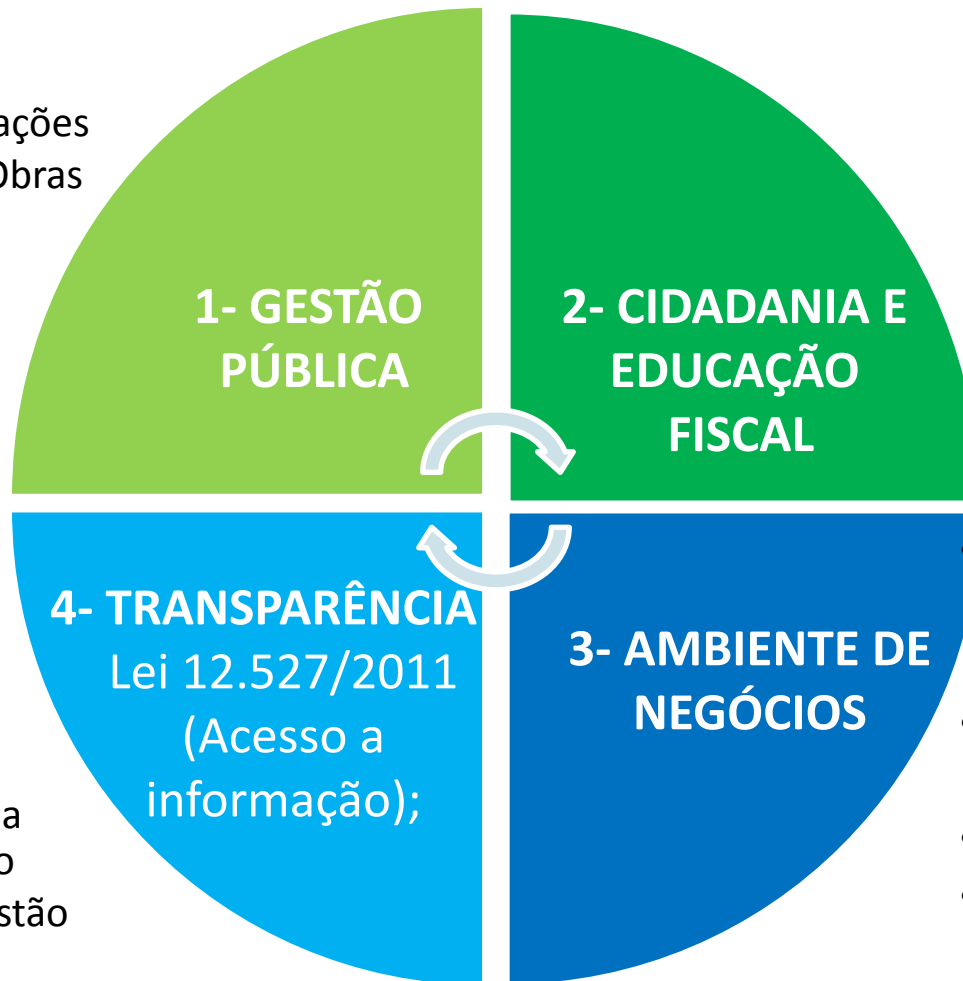 ações
Obras
1- GESTÃO
PÚBLICA
2- CIDADANIA E
EDUCAÇÃO
FISCAL
4- TRANSPARÊNCIA
Lei 12.527/2011
(Acesso a
informação);
3- AMBIENTE DE
NEGÓCIOS
a
o
stão